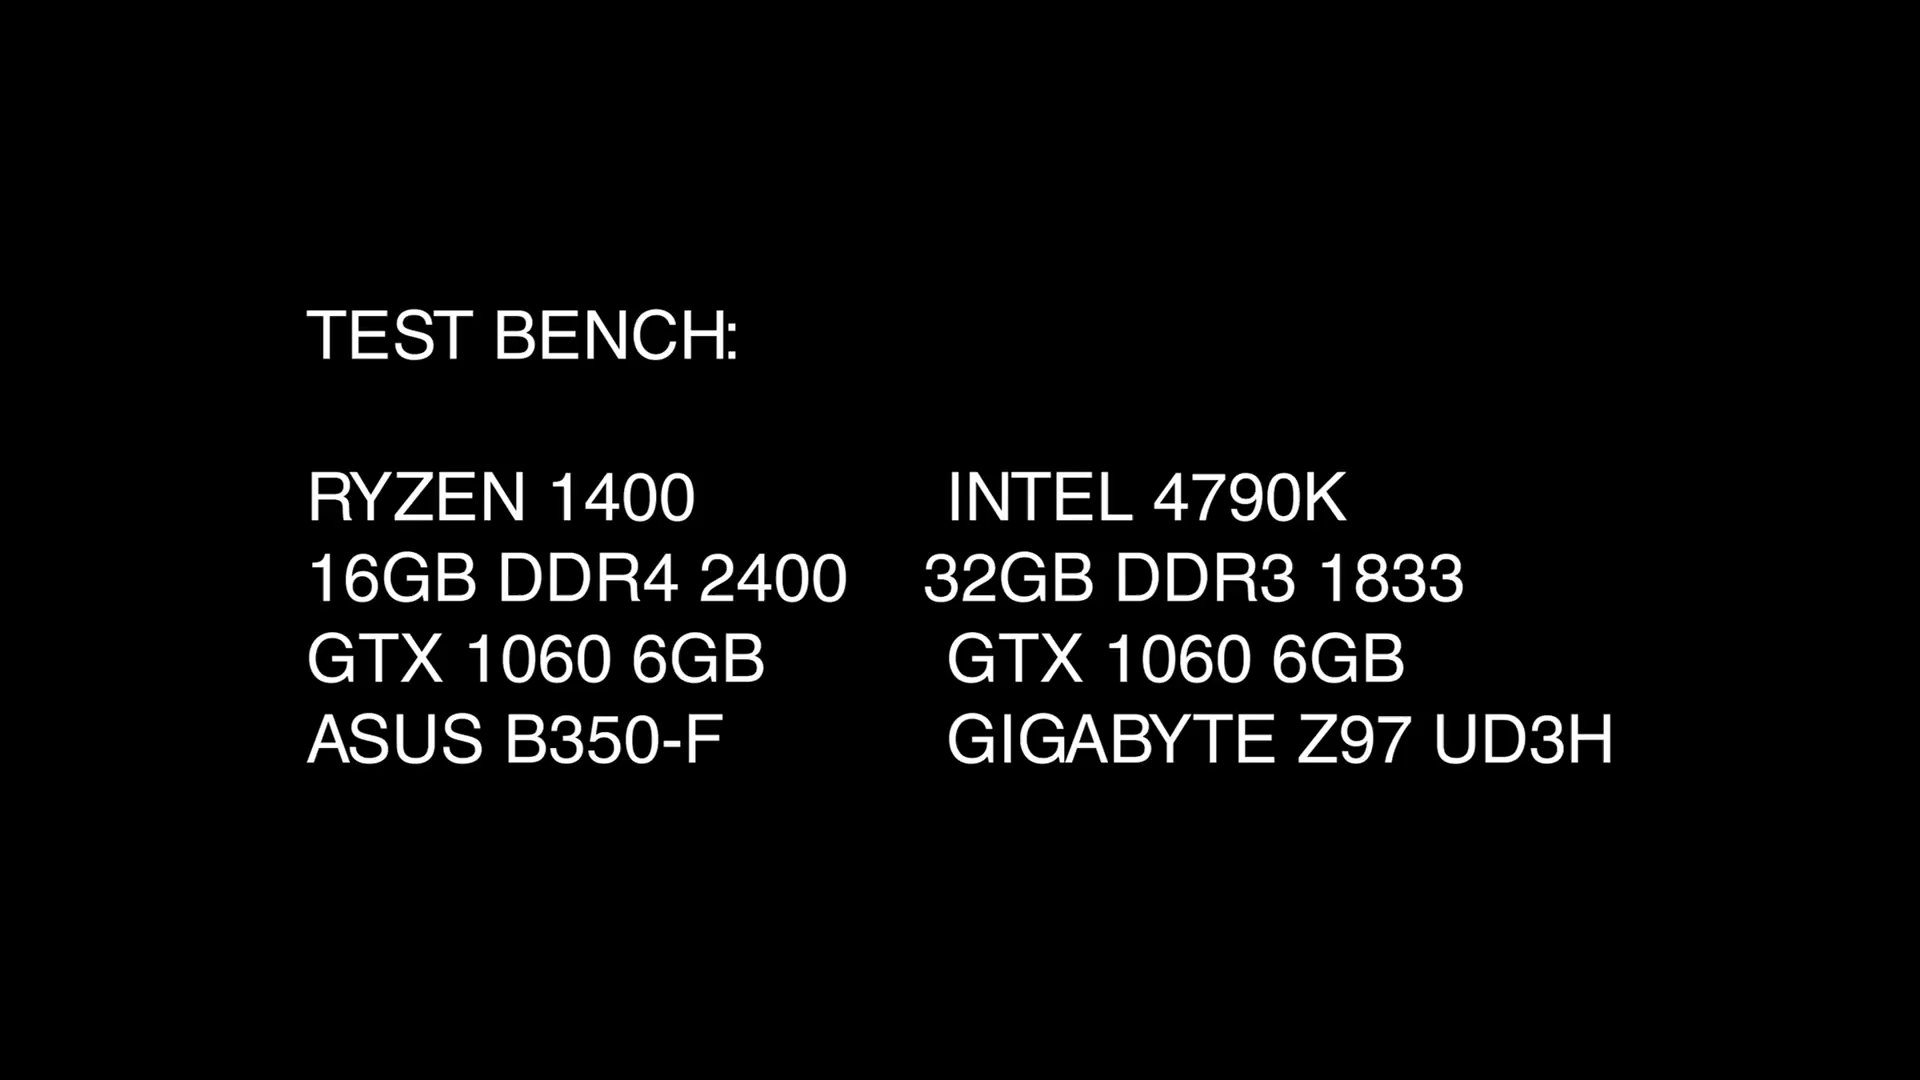 TEST BENCH:
RYZEN 1400 INTEL 4790K
16GB DDR4 2400 32GB DDR3 1833
GTX 1060 6GB GTX 1060 6GB
ASUS B350-F GIGABYTE Z97 UD3H